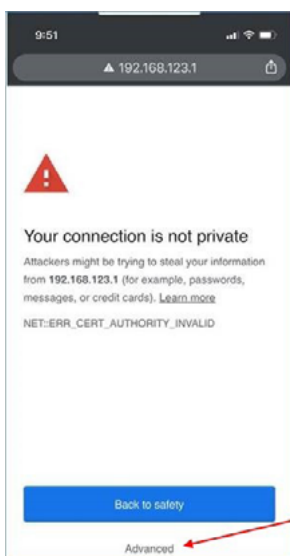 9:51
192.168.123.1
Your connection is not private
Attackers might be trying to steal your information
from 192.168.123.1 (for example, passwords,
messages, or credit cards). Learn more
NET::ERR_CERT_AUTHORITY_INVALID
Back to safety
Advanced